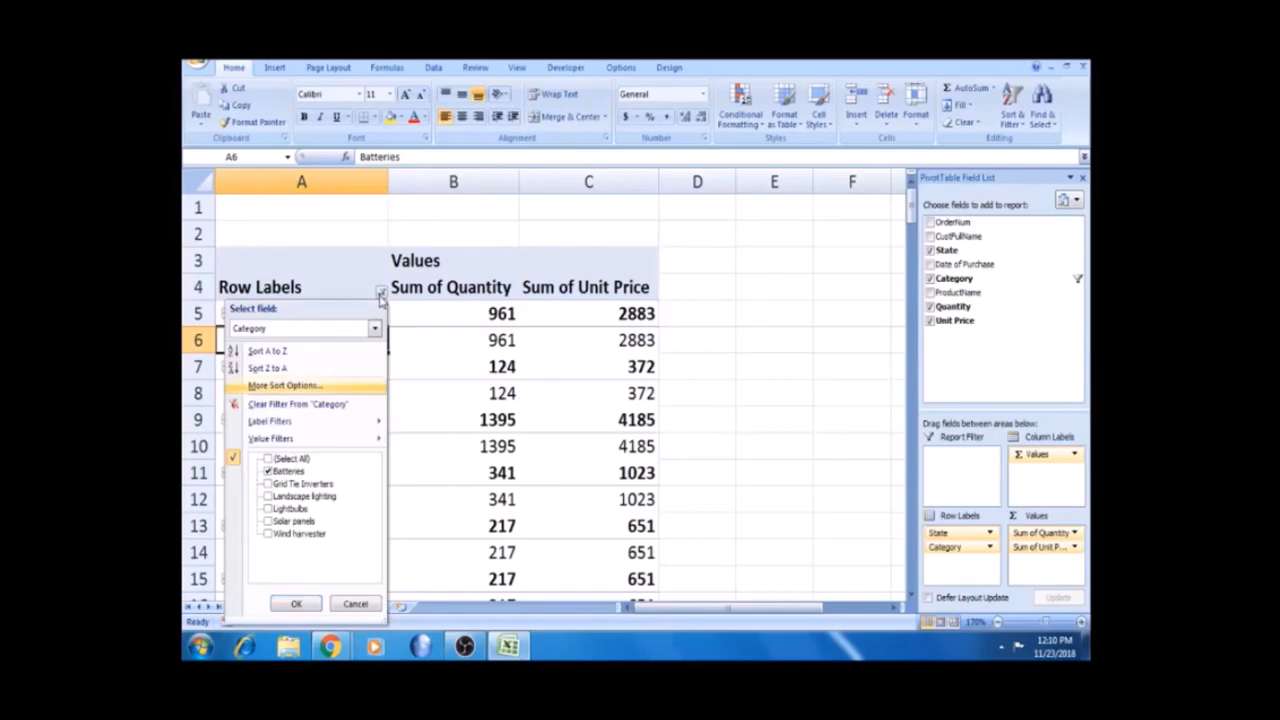 Home Insert Page Layout Formulas Data Review View Developer Options Design
Cut
Copy
Format Painter
Paste
Clipboard
Calibri 11
B I U
Font
Wrap Text
Merge & Center
Alignment
General
$ % ,
Number
Conditional Formatting
Format as Table
Cell Styles
Styles
Insert Delete Format
Cells
Σ AutoSum
Fill
Clear
Sort & Filter
Find & Select
Editing
A6 fx Batteries
A B C D E F
1
2
3 Values
4 Row Labels Sum of Quantity Sum of Unit Price
5 961 2883
6 961 2883
7 124 372
8 124 372
9 1395 4185
10 1395 4185
11 341 1023
12 341 1023
13 217 651
14 217 651
15 217 651
Select field:
Category
Sort A to Z
Sort Z to A
More Sort Options...
Clear Filter From "Category"
Label Filters
Value Filters
(Select All)
Batteries
Grid Tie Inverters
Landscape lighting
Lightbulbs
Solar panels
Wind harvester
OK Cancel
PivotTable Field List
Choose fields to add to report:
OrderNum
CustFullName
State
Date of Purchase
Category
ProductName
Quantity
Unit Price
Drag fields between areas below:
Report Filter Column Labels
Σ Values
Row Labels Σ Values
State Sum of Quantity
Category Sum of Unit P...
Defer Layout Update Update
Ready 170%
12:10 PM
11/23/2018